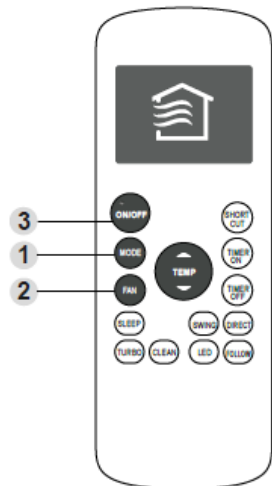 3 ON/OFF SHORT CUT
1 MODE TEMP TIMER ON
2 FAN TIMER OFF
SLEEP SWING DIRECT
TURBO CLEAN LED FOLLOW